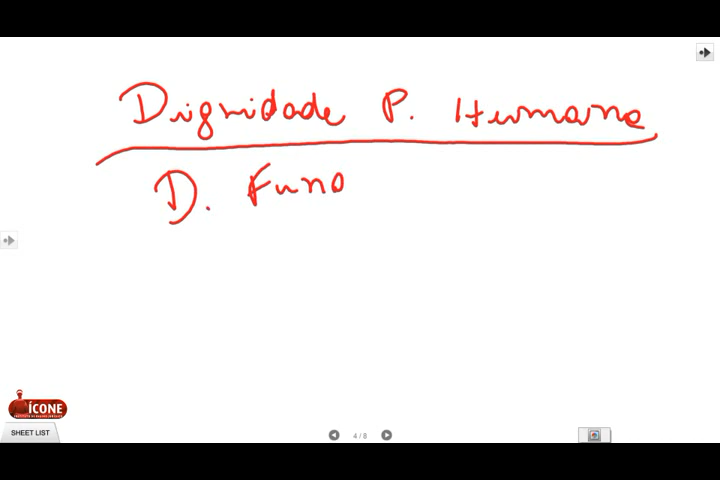 Dignidade P. Humana
D. Fund
ÍCONE
SHEET LIST
4 / 8